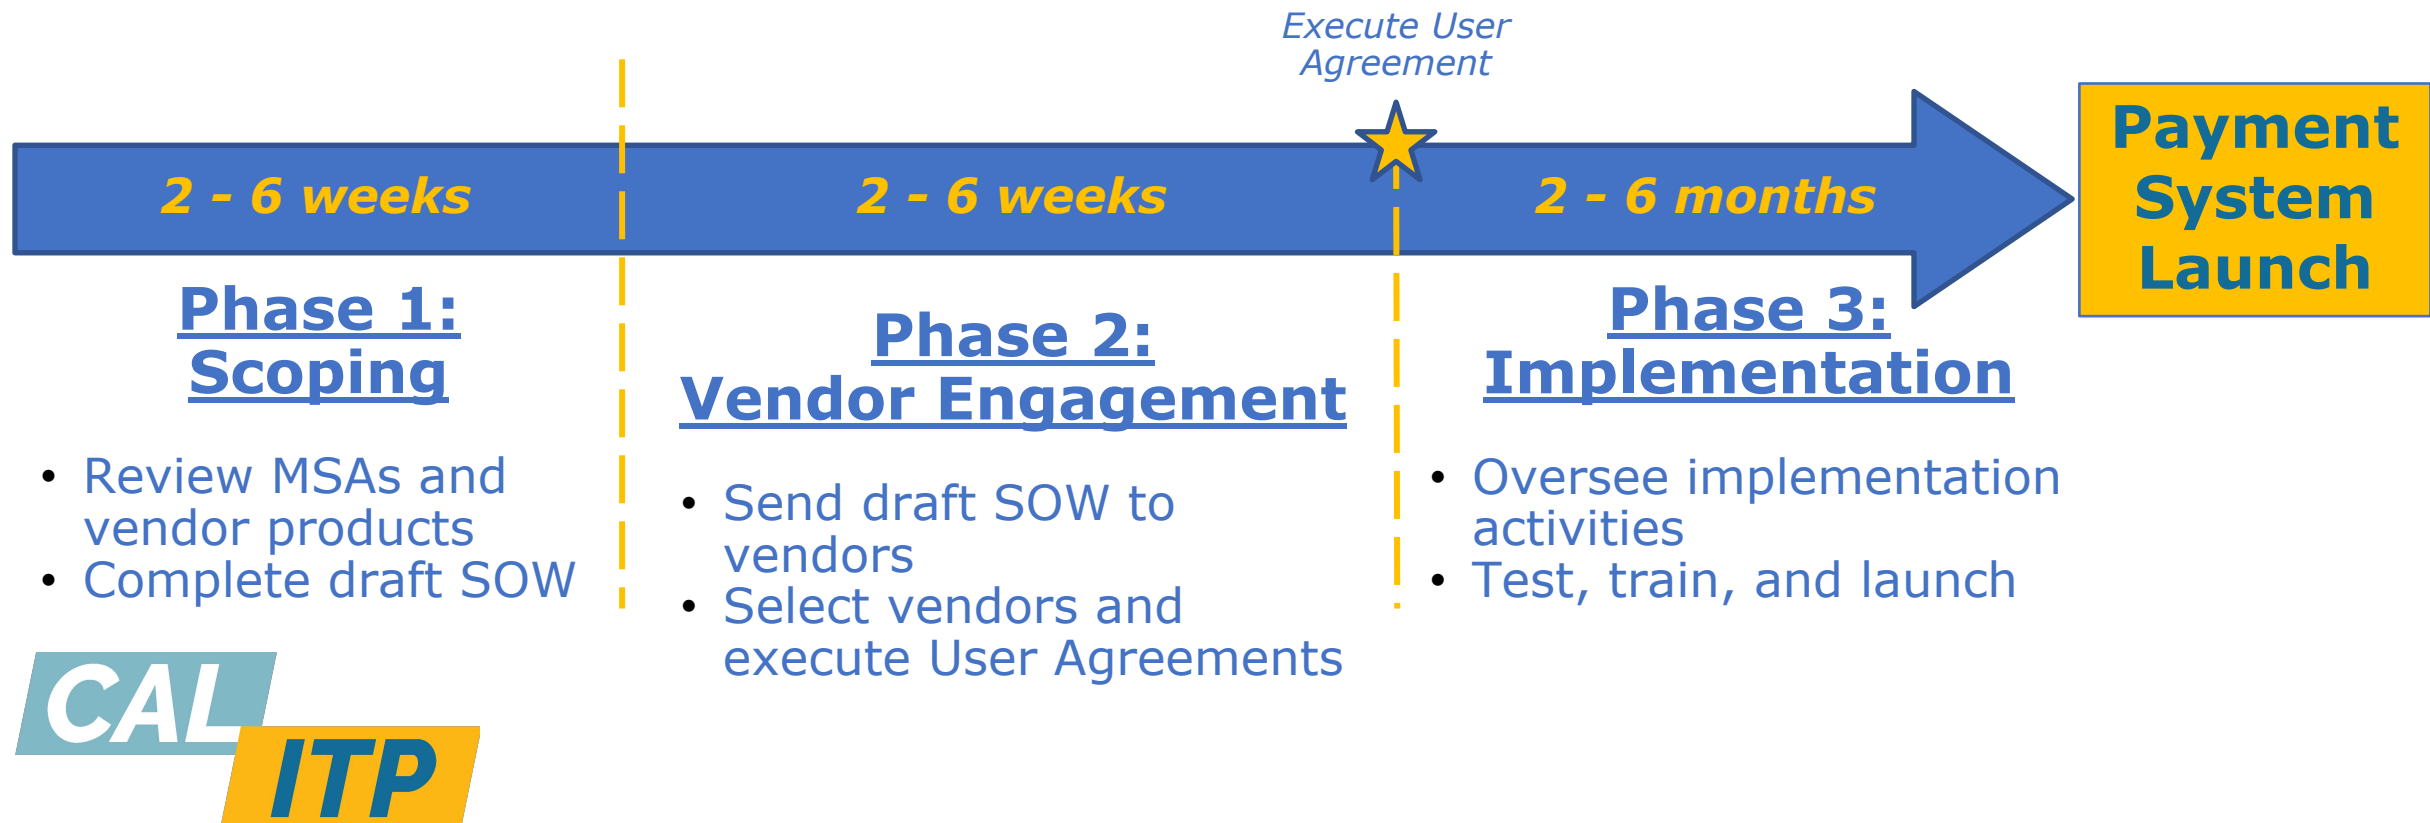 Execute User
Agreement
2 – 6 weeks
2 – 6 weeks
2 – 6 months
Payment
System
Launch
Phase 1:
Scoping
• Review MSAs and
vendor products
• Complete draft SOW
Phase 2:
Vendor Engagement
• Send draft SOW to
vendors
• Select vendors and
execute User Agreements
Phase 3:
Implementation
• Oversee implementation
activities
• Test, train, and launch
CAL
ITP